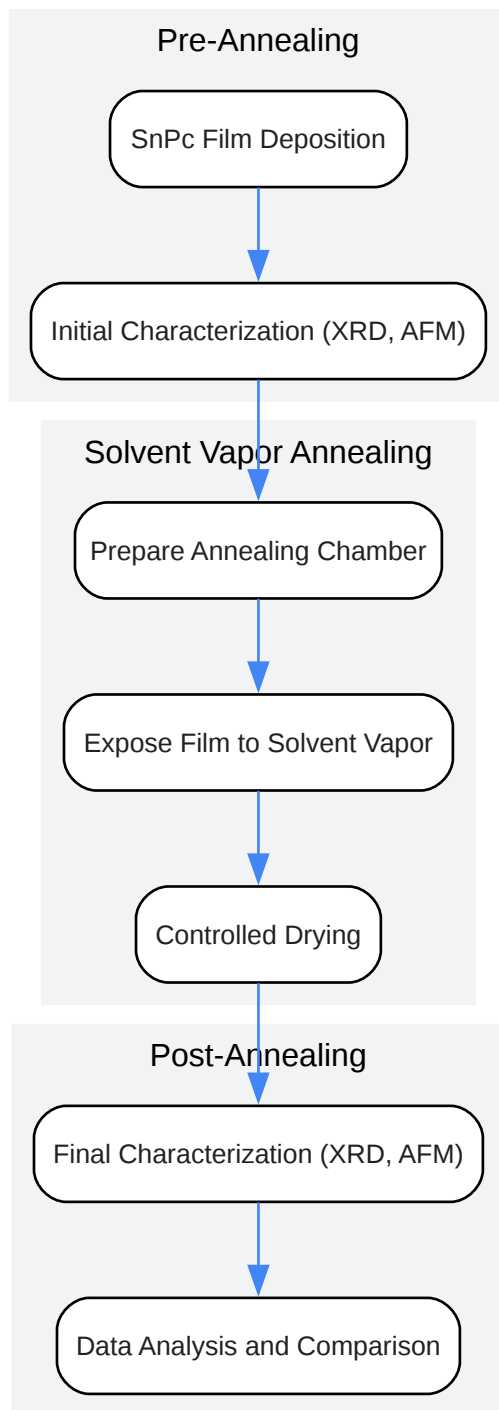 Pre-Annealing
SnPc Film Deposition
Initial Characterization (XRD, AFM)
Solvent Vapor Annealing
Prepare Annealing Chamber
Expose Film to Solvent Vapor
Controlled Drying
Post-Annealing
Final Characterization (XRD, AFM)
Data Analysis and Comparison